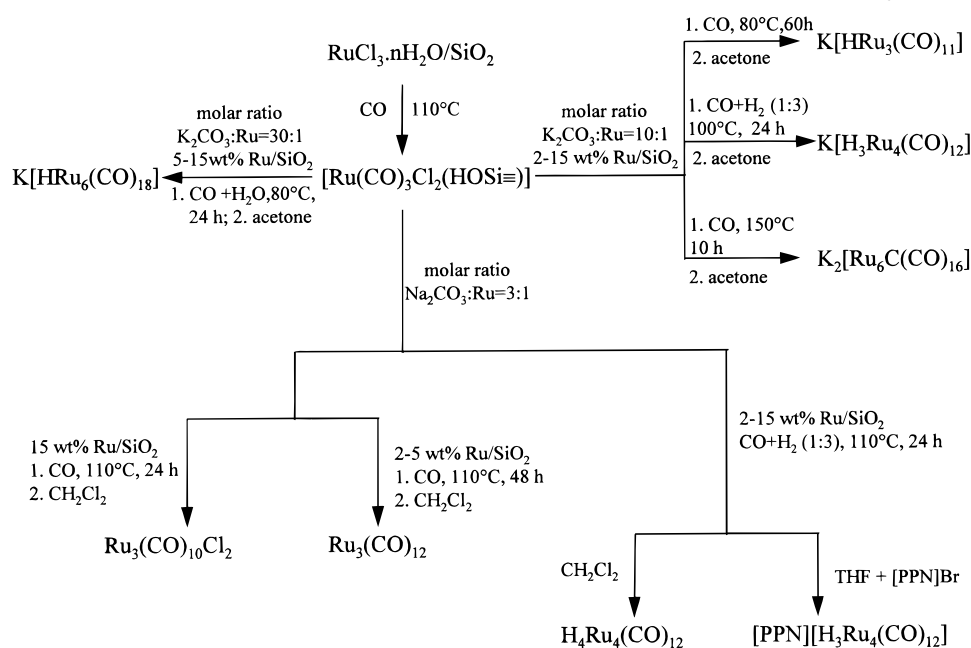 RuCl₃.nH₂O/SiO₂
CO 110°C
molar ratio
K₂CO₃:Ru=30:1
5-15wt% Ru/SiO₂
1. CO +H₂O,80°C,
24 h; 2. acetone
K[HRu₆(CO)₁₈]
[Ru(CO)₃Cl₂(HOSi≡)]
molar ratio
K₂CO₃:Ru=10:1
2-15 wt% Ru/SiO₂
1. CO, 80°C,60h
2. acetone
K[HRu₃(CO)₁₁]
1. CO+H₂ (1:3)
100°C, 24 h
2. acetone
K[H₃Ru₄(CO)₁₂]
1. CO, 150°C
10 h
2. acetone
K₂[Ru₆C(CO)₁₆]
molar ratio
Na₂CO₃:Ru=3:1
15 wt% Ru/SiO₂
1. CO, 110°C, 24 h
2. CH₂Cl₂
Ru₃(CO)₁₀Cl₂
2-5 wt% Ru/SiO₂
1. CO, 110°C, 48 h
2. CH₂Cl₂
Ru₃(CO)₁₂
2-15 wt% Ru/SiO₂
CO+H₂ (1:3), 110°C, 24 h
CH₂Cl₂
H₄Ru₄(CO)₁₂
THF + [PPN]Br
[PPN][H₃Ru₄(CO)₁₂]